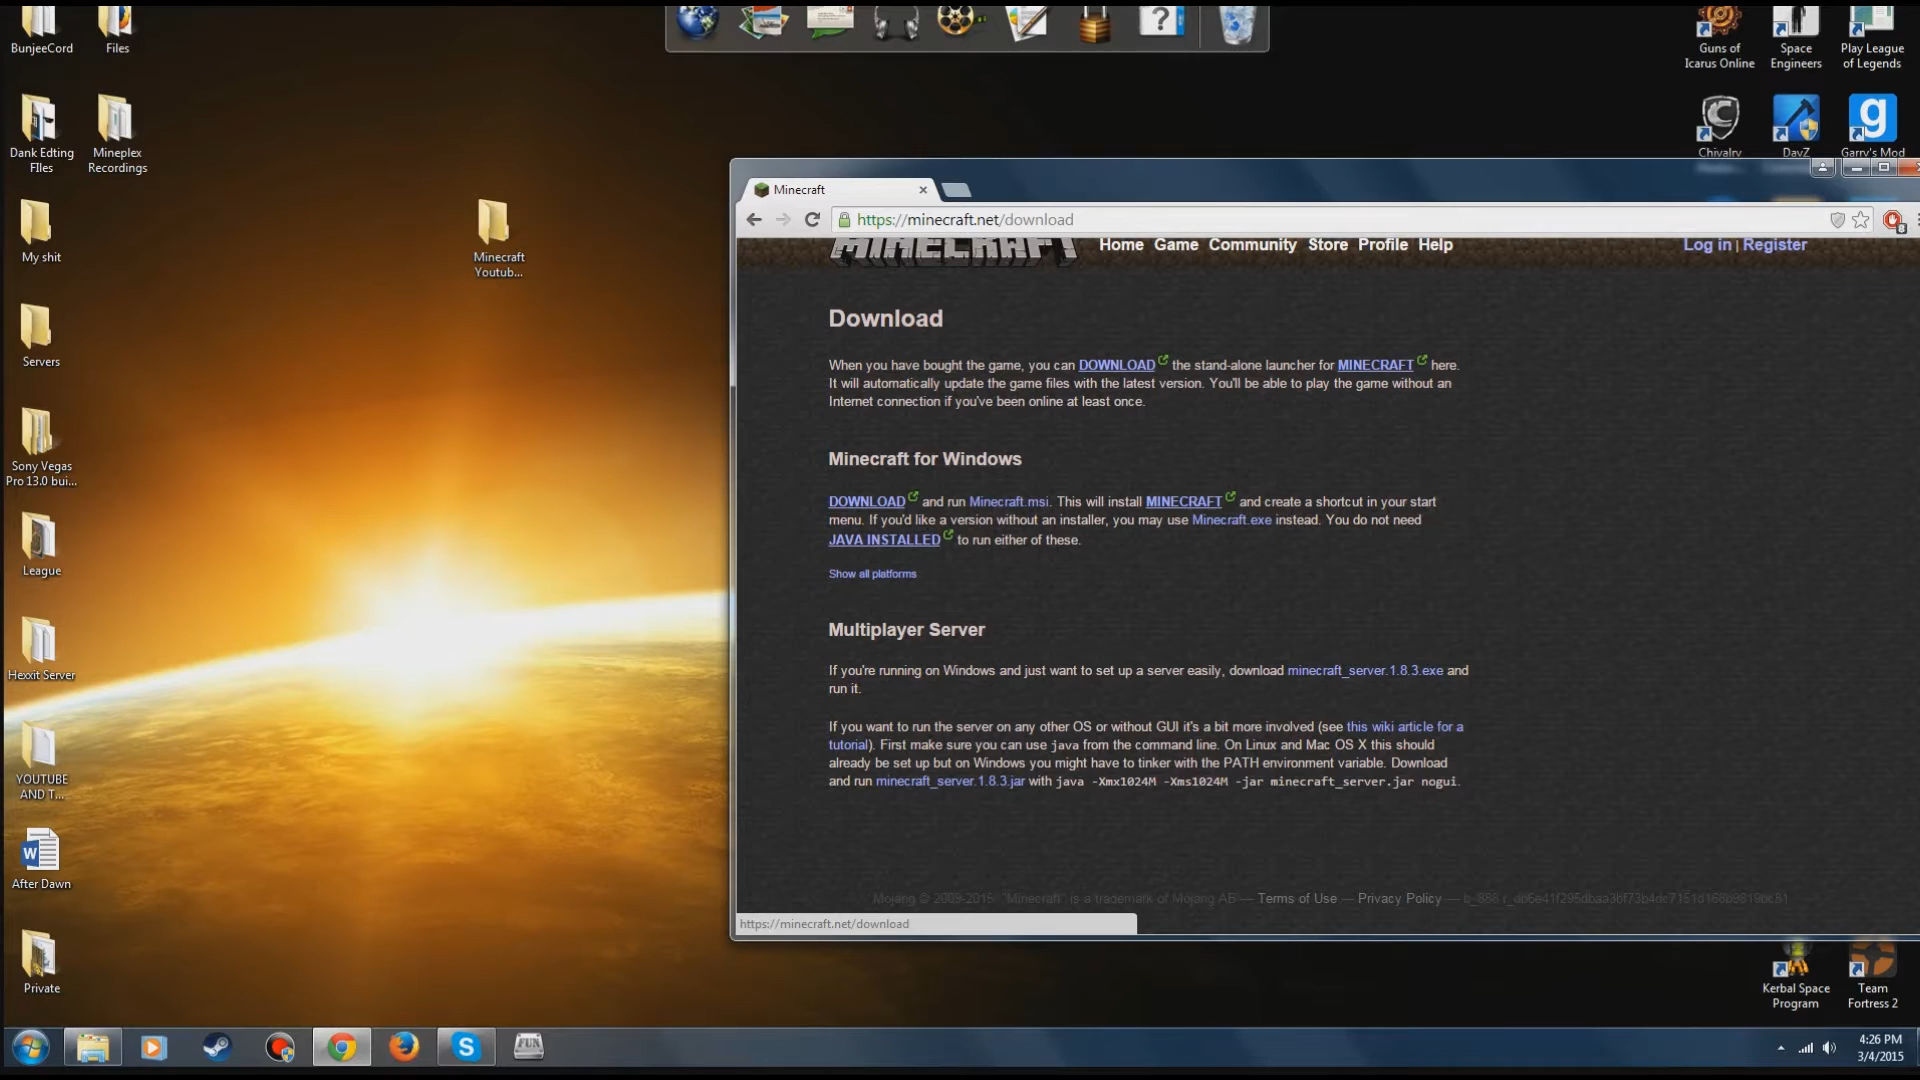 BunjeeCord
Files
Dank Edting
FIles
Mineplex
Recordings
My shit
Servers
Sony Vegas
Pro 13.0 bui...
League
Hexxit Server
YOUTUBE
AND T...
After Dawn
Private
Minecraft
Youtub...
Guns of
Icarus Online
Space
Engineers
Play League
of Legends
Chivalry
DayZ
Garry's Mod
Minecraft
https://minecraft.net/download
8
MINECRAFT
Home Game Community Store Profile Help
Log in | Register
Download
When you have bought the game, you can DOWNLOAD the stand-alone launcher for MINECRAFT here.
It will automatically update the game files with the latest version. You'll be able to play the game without an
Internet connection if you've been online at least once.
Minecraft for Windows
DOWNLOAD and run Minecraft.msi. This will install MINECRAFT and create a shortcut in your start
menu. If you'd like a version without an installer, you may use Minecraft.exe instead. You do not need
JAVA INSTALLED to run either of these.
Show all platforms
Multiplayer Server
If you're running on Windows and just want to set up a server easily, download minecraft_server.1.8.3.exe and
run it.
If you want to run the server on any other OS or without GUI it's a bit more involved (see this wiki article for a
tutorial). First make sure you can use java from the command line. On Linux and Mac OS X this should
already be set up but on Windows you might have to tinker with the PATH environment variable. Download
and run minecraft_server.1.8.3.jar with java -Xmx1024M -Xms1024M -jar minecraft_server.jar nogui.
Mojang © 2009-2015. "Minecraft" is a trademark of Mojang AB — Terms of Use — Privacy Policy —
https://minecraft.net/download
Kerbal Space
Program
Team
Fortress 2
FUN
4:26 PM
3/4/2015